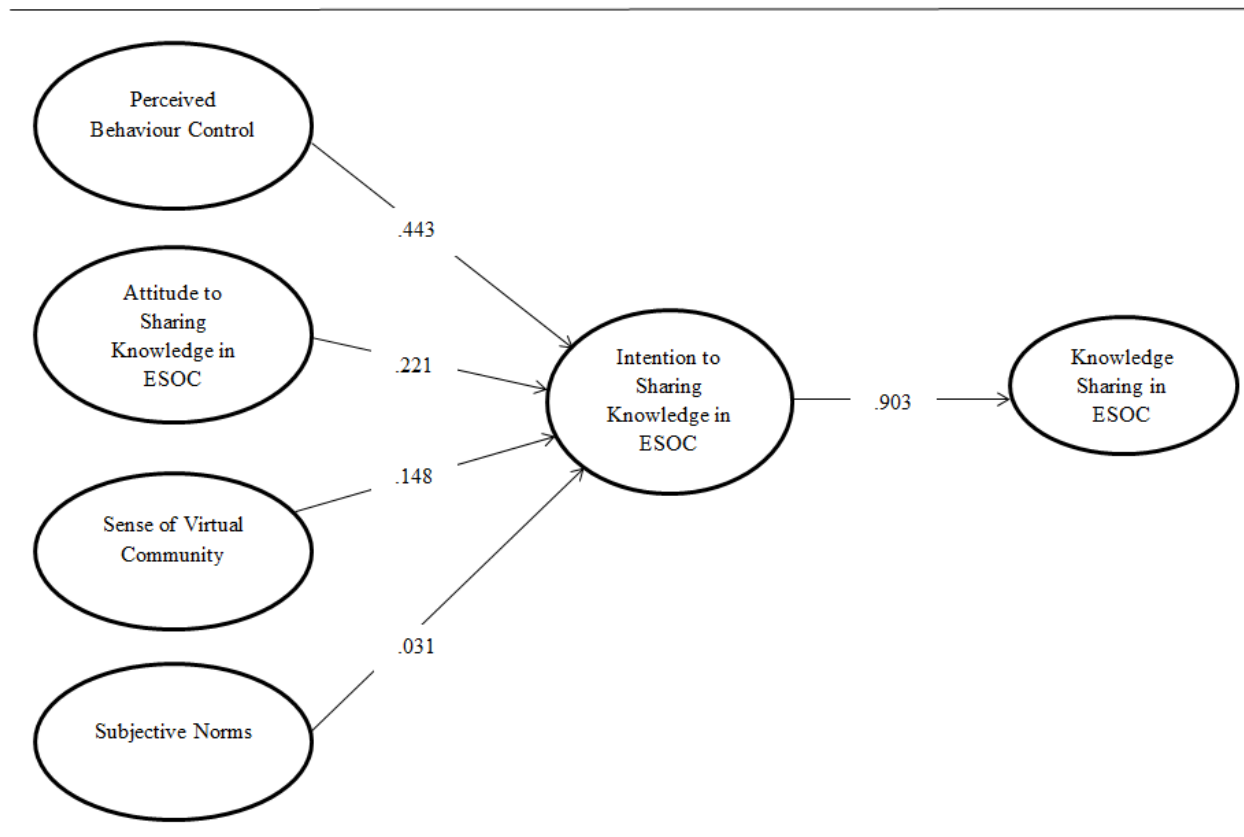 Perceived
Behaviour Control
.443
Attitude to
Sharing
Knowledge in
ESOC
.221
Intention to
Sharing
Knowledge in
ESOC
.903
Knowledge
Sharing in
ESOC
.148
Sense of Virtual
Community
.031
Subjective Norms